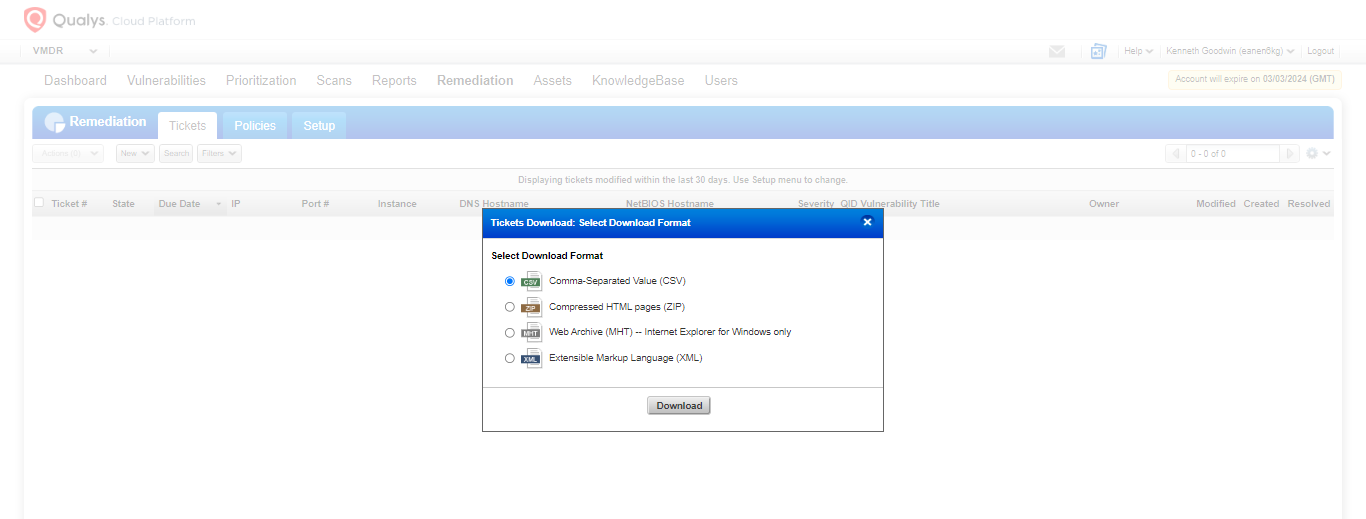 Qualys. Cloud Platform
VMDR
Help Kenneth Goodwin (eanen6kg) Logout
Dashboard Vulnerabilities Prioritization Scans Reports Remediation Assets KnowledgeBase Users
Account will expire on 03/03/2024 (GMT)
Remediation Tickets Policies Setup
Actions (0) New Search Filters 0 - 0 of 0
Displaying tickets modified within the last 30 days. Use Setup menu to change.
Ticket # State Due Date IP Port # Instance DNS Hostname NetBIOS Hostname Severity QID Vulnerability Title Owner Modified Created Resolved
Tickets Download: Select Download Format
Select Download Format
CSV Comma-Separated Value (CSV)
ZIP Compressed HTML pages (ZIP)
MHT Web Archive (MHT) -- Internet Explorer for Windows only
XML Extensible Markup Language (XML)
Download